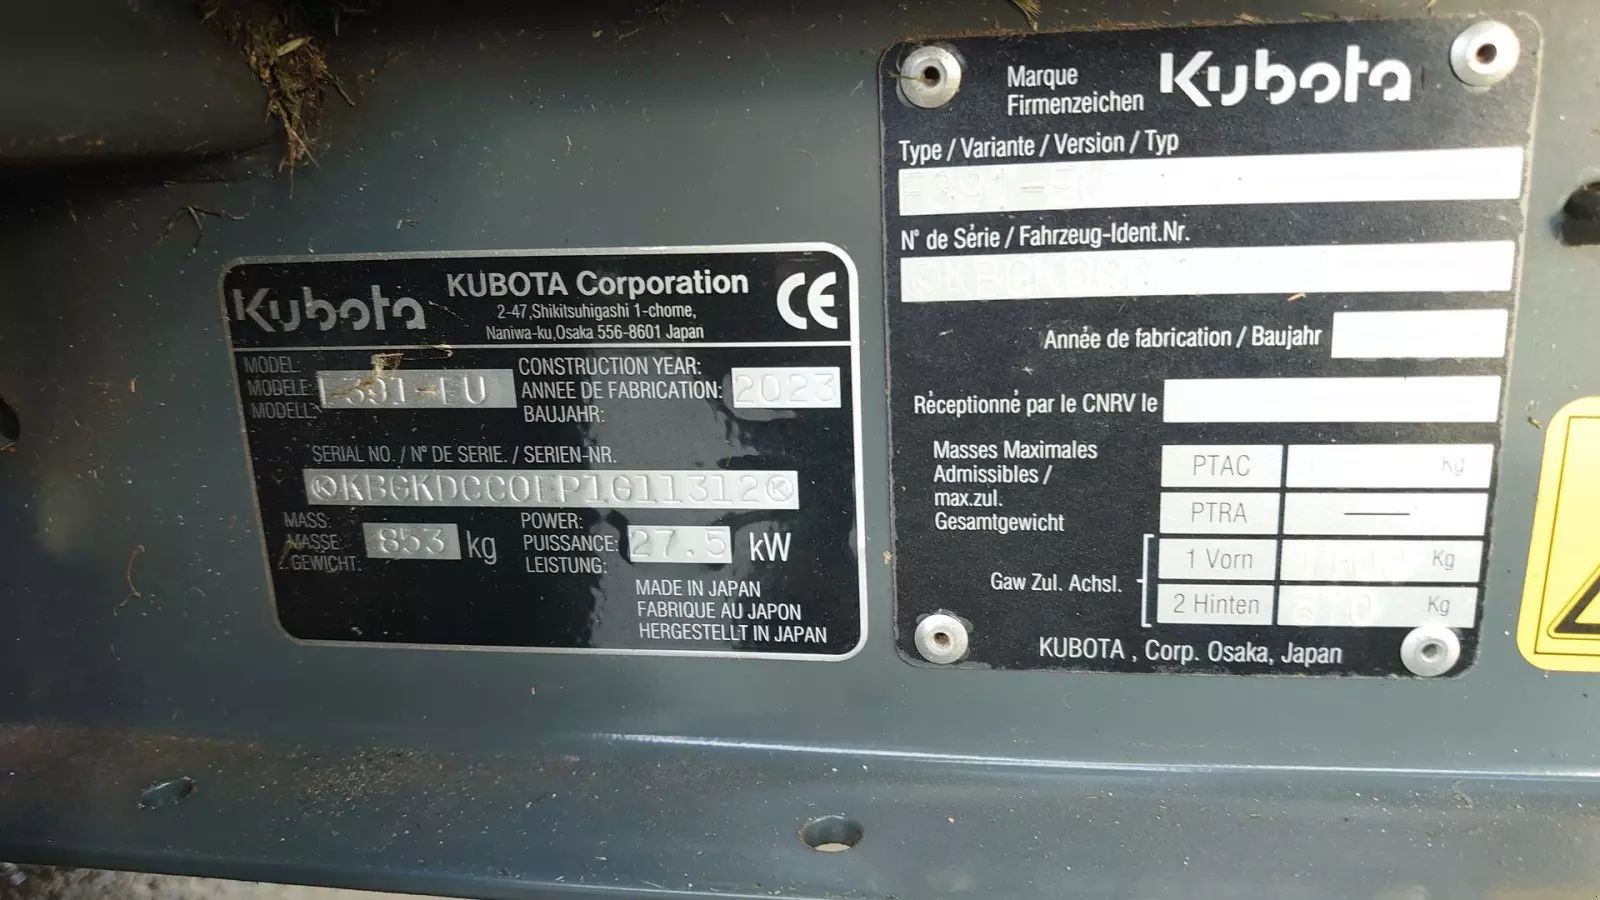 Kubota
KUBOTA Corporation
2-47,Shikitsuhigashi 1-chome,
Naniwa-ku,Osaka 556-8601 Japan
CE
MODEL:
MODELE:
MODELL:
F391-EU
CONSTRUCTION YEAR:
ANNEE DE FABRICATION:
BAUJAHR:
2023
SERIAL NO. / N° DE SERIE. / SERIEN-NR.
KBGKDCC0EP1G11312
MASS:
MASSE:
GEWICHT:
853 kg
POWER:
PUISSANCE:
LEISTUNG:
27.5 kW
MADE IN JAPAN
FABRIQUE AU JAPON
HERGESTELLT IN JAPAN
Marque
Firmenzeichen
Kubota
Type / Variante / Version / Typ
N° de Série / Fahrzeug-Ident.Nr.
Année de fabrication / Baujahr
Réceptionné par le CNRV le
Masses Maximales
Admissibles /
max.zul.
Gesamtgewicht
PTAC Kg
PTRA —
Gaw Zul. Achsl.
1 Vorn Kg
2 Hinten Kg
KUBOTA , Corp. Osaka, Japan